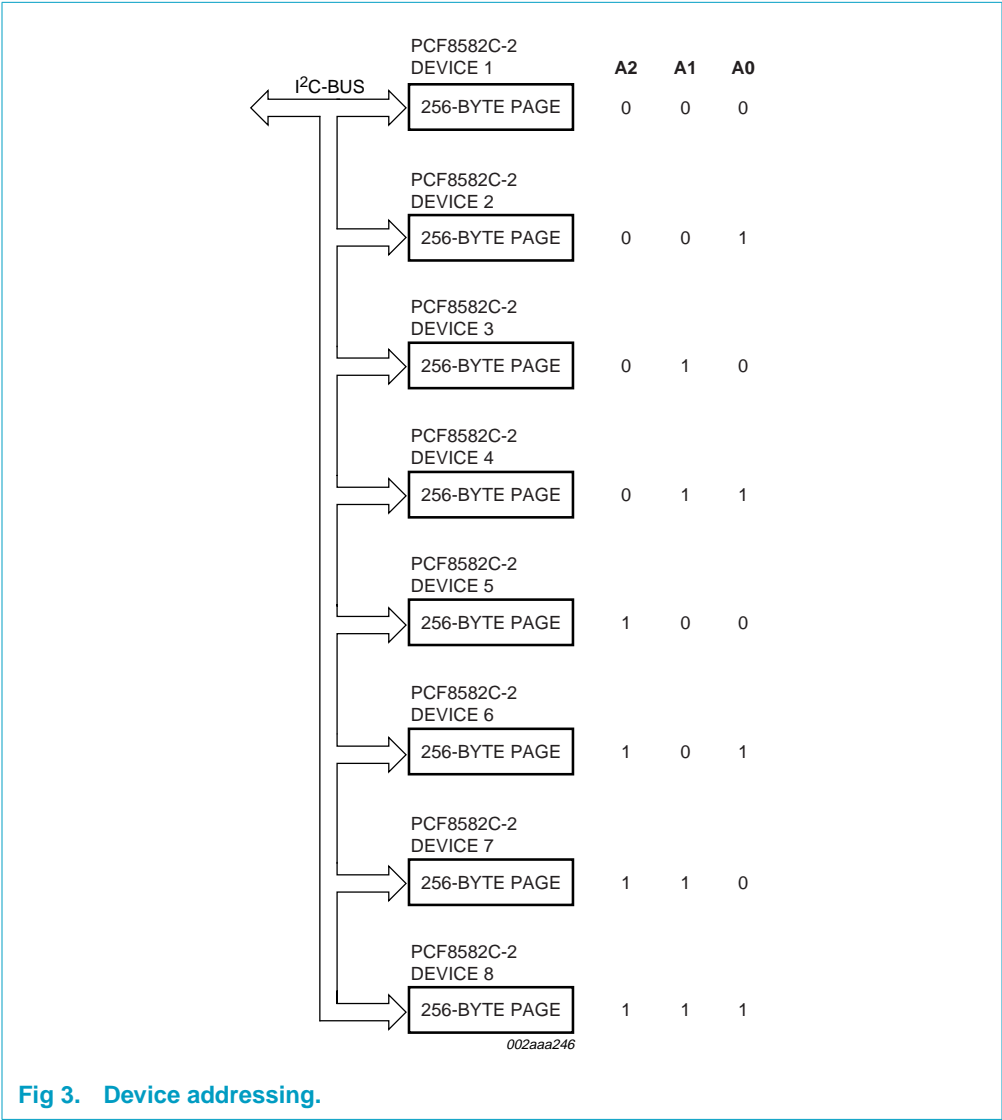 PCF8582C-2
DEVICE 1 A2 A1 A0
I2C-BUS
256-BYTE PAGE 0 0 0
PCF8582C-2
DEVICE 2
256-BYTE PAGE 0 0 1
PCF8582C-2
DEVICE 3
256-BYTE PAGE 0 1 0
PCF8582C-2
DEVICE 4
256-BYTE PAGE 0 1 1
PCF8582C-2
DEVICE 5
256-BYTE PAGE 1 0 0
PCF8582C-2
DEVICE 6
256-BYTE PAGE 1 0 1
PCF8582C-2
DEVICE 7
256-BYTE PAGE 1 1 0
PCF8582C-2
DEVICE 8
256-BYTE PAGE 1 1 1
002aaa246
Fig 3. Device addressing.